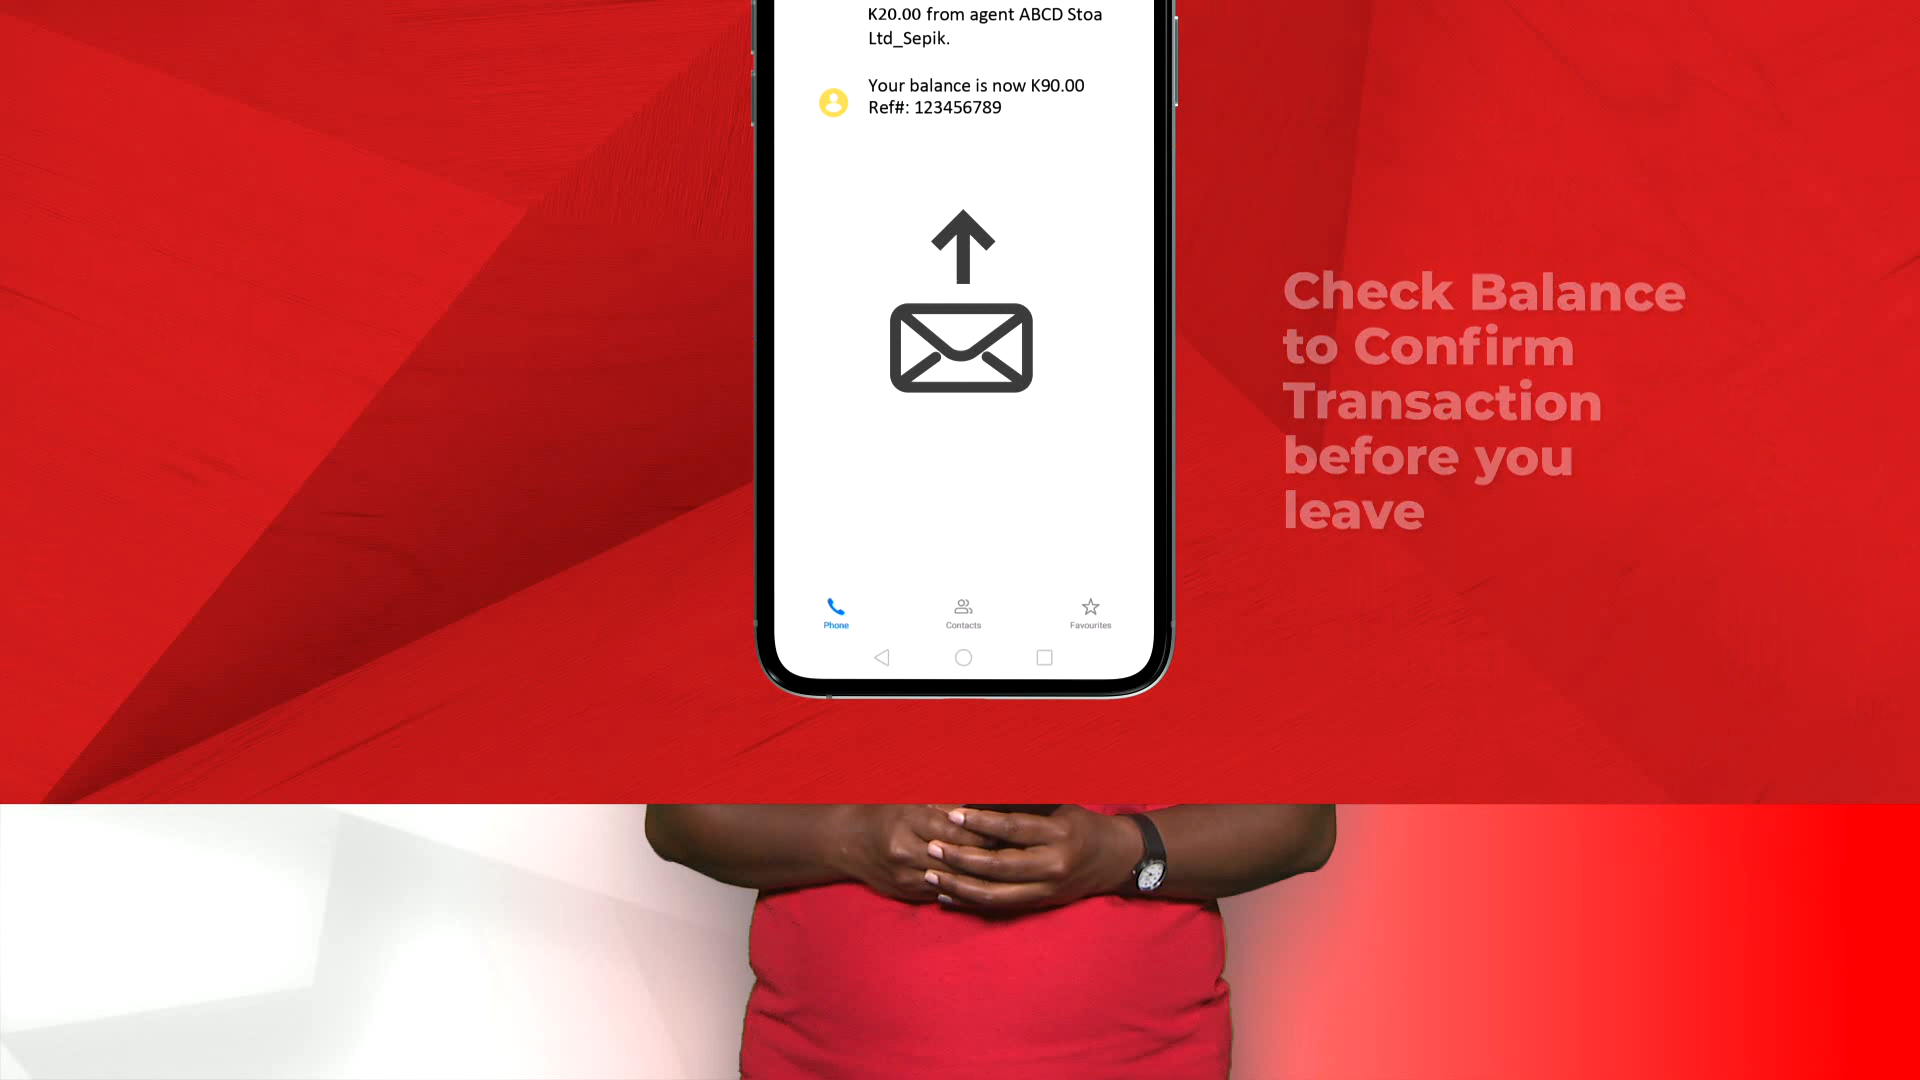 K20.00 from agent ABCD Stoa
Ltd_Sepik.
Your balance is now K90.00
Ref#: 123456789
Check Balance
to Confirm
Transaction
before you
leave
Phone
Contacts
Favourites